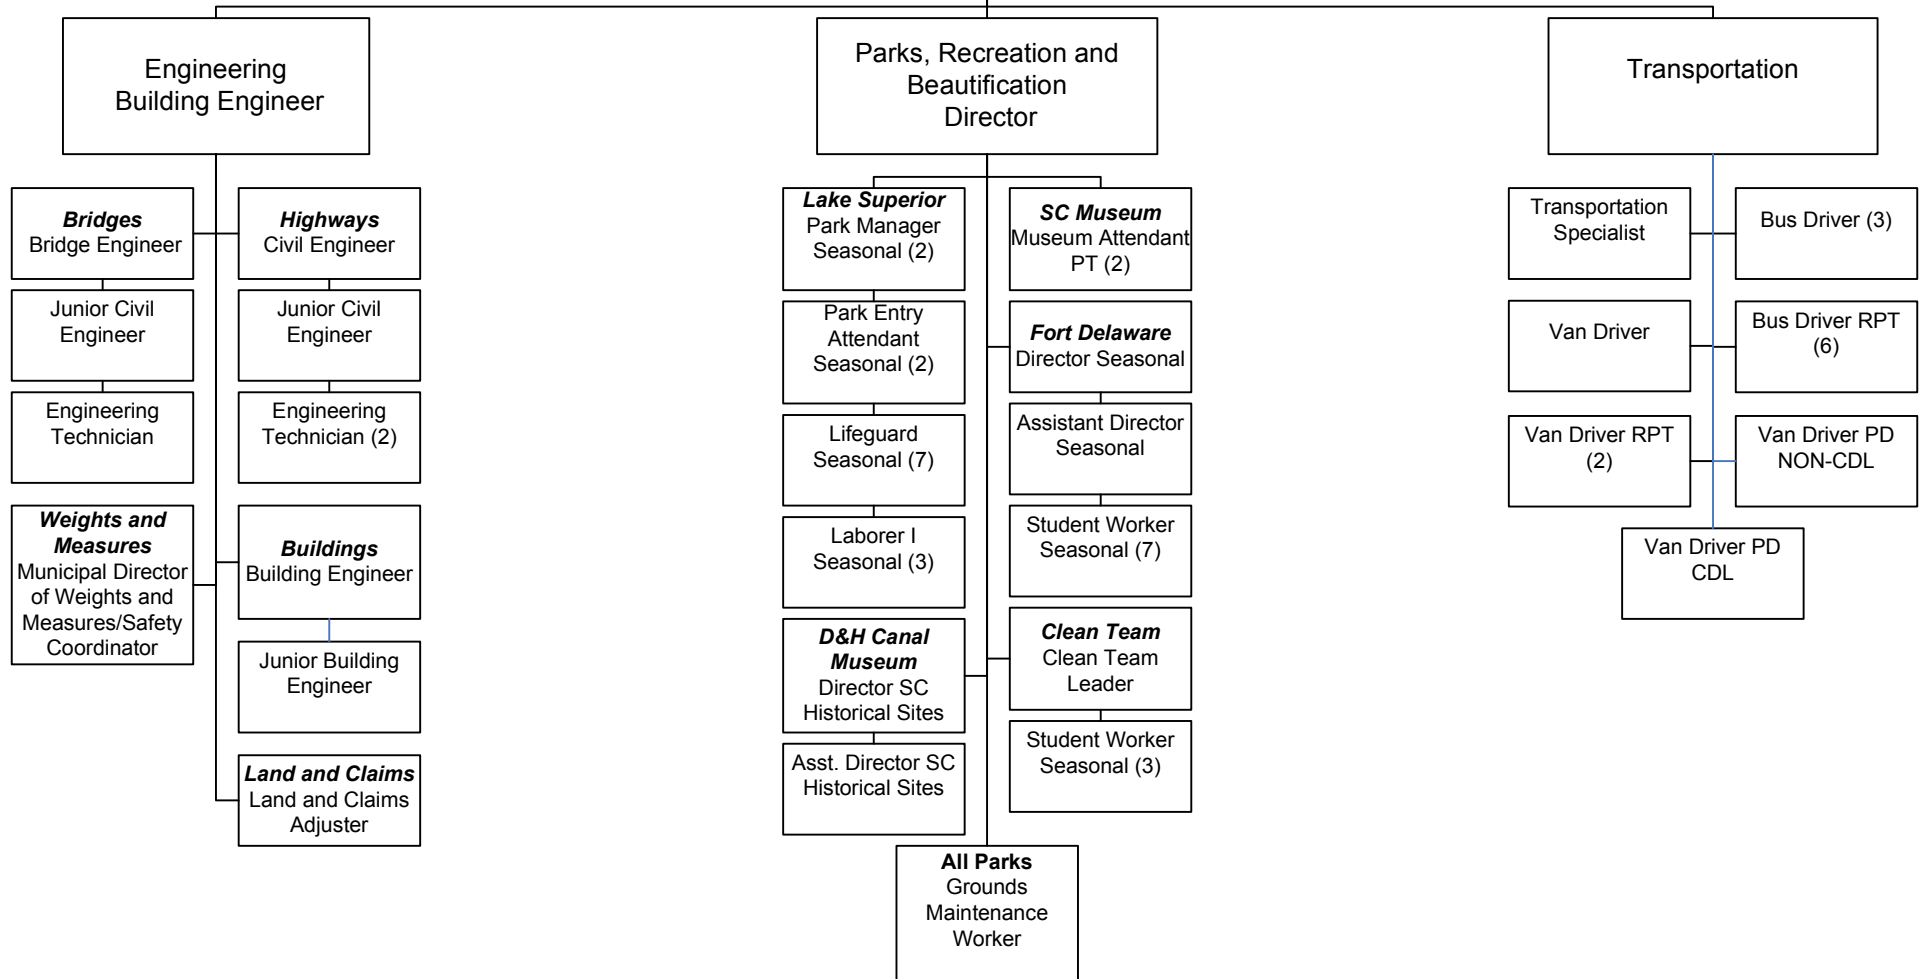 Engineering
Building Engineer
Parks, Recreation and
Beautification
Director
Transportation
Bridges
Bridge Engineer
Highways
Civil Engineer
Junior Civil
Engineer
Junior Civil
Engineer
Engineering
Technician
Engineering
Technician (2)
Weights and
Measures
Municipal Director
of Weights and
Measures/Safety
Coordinator
Buildings
Building Engineer
Junior Building
Engineer
Land and Claims
Land and Claims
Adjuster
Lake Superior
Park Manager
Seasonal (2)
SC Museum
Museum Attendant
PT (2)
Park Entry
Attendant
Seasonal (2)
Fort Delaware
Director Seasonal
Lifeguard
Seasonal (7)
Assistant Director
Seasonal
Laborer I
Seasonal (3)
Student Worker
Seasonal (7)
D&H Canal
Museum
Director SC
Historical Sites
Clean Team
Clean Team
Leader
Asst. Director SC
Historical Sites
Student Worker
Seasonal (3)
All Parks
Grounds
Maintenance
Worker
Transportation
Specialist
Bus Driver (3)
Van Driver
Bus Driver RPT
(6)
Van Driver RPT
(2)
Van Driver PD
NON-CDL
Van Driver PD
CDL